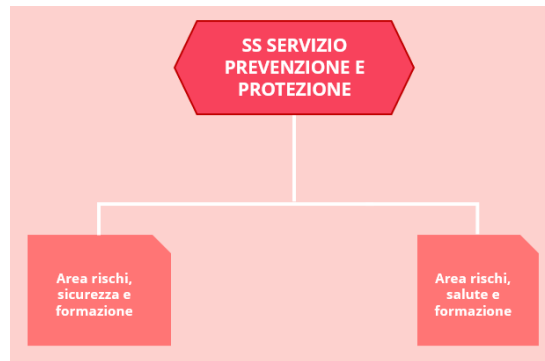 SS SERVIZIO
PREVENZIONE E
PROTEZIONE
Area rischi,
sicurezza e
formazione
Area rischi,
salute e
formazione